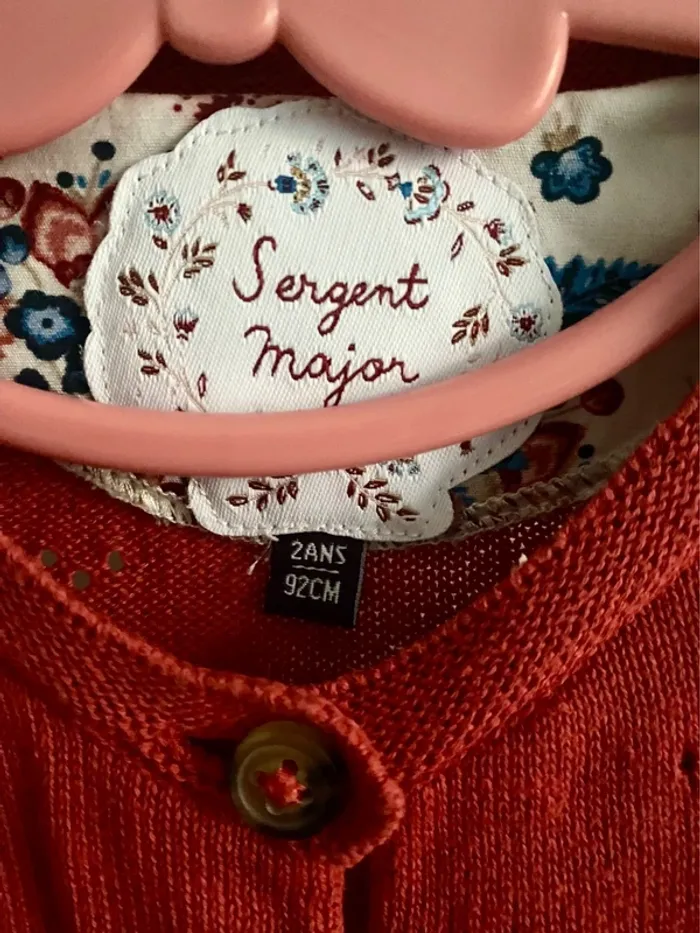 Sergent
Major
2ANS
92CM